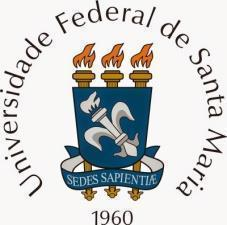 Universidade Federal de Santa Maria
SEDES SAPIENTIÆ
1960